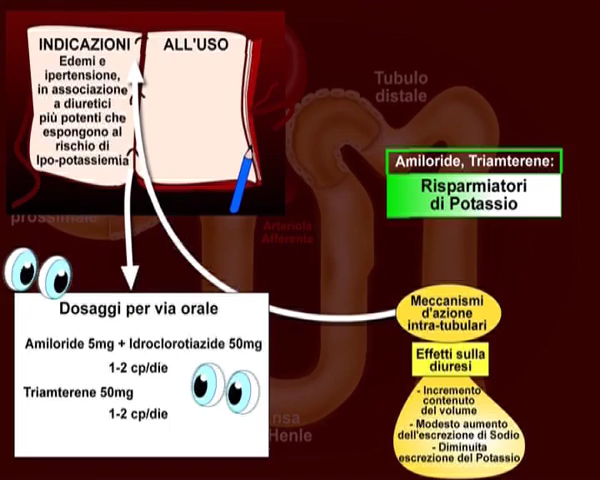 INDICAZIONI
Edemi e
ipertensione,
in associazione
a diuretici
più potenti che
espongono al
rischio di
Ipo-potassiemia
ALL'USO
Tubulo
distale
Amiloride, Triamterene:
Risparmiatori
di Potassio
prossimale
Arteriola
Afferente
Dosaggi per via orale
Amiloride 5mg + Idroclorotiazide 50mg
1-2 cp/die
Triamterene 50mg
1-2 cp/die
Meccanismi
d'azione
intra-tubulari
Effetti sulla
diuresi
- Incremento
contenuto
del volume
- Modesto aumento
dell'escrezione di Sodio
- Diminuita
escrezione del Potassio
nsa
Henle